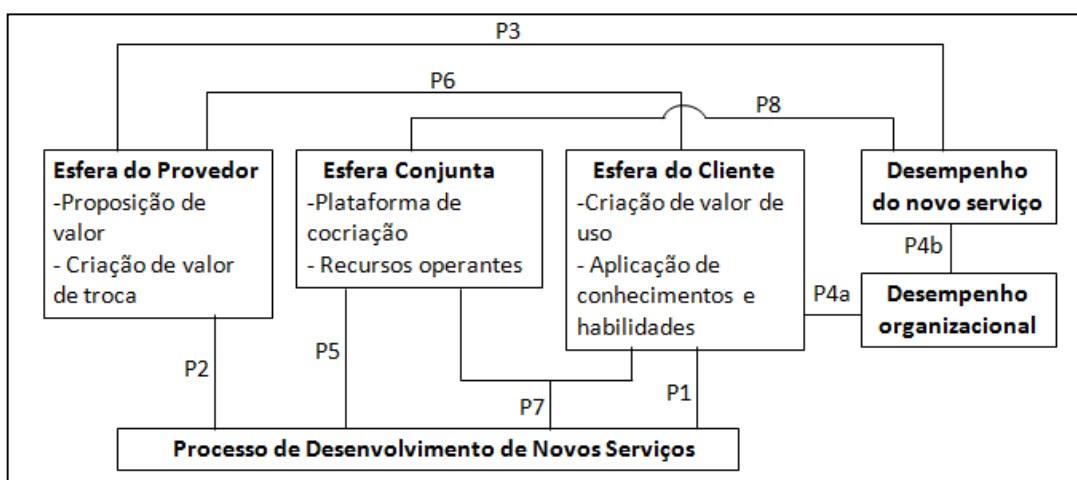 P3
P6
P8
Esfera do Provedor
-Proposição de
valor
- Criação de valor
de troca
Esfera Conjunta
-Plataforma de
cocriação
- Recursos operantes
Esfera do Cliente
-Criação de valor de
uso
- Aplicação de
conhecimentos e
habilidades
Desempenho
do novo serviço
P4b
P4a
Desempenho
organizacional
P2
P5
P7
P1
Processo de Desenvolvimento de Novos Serviços